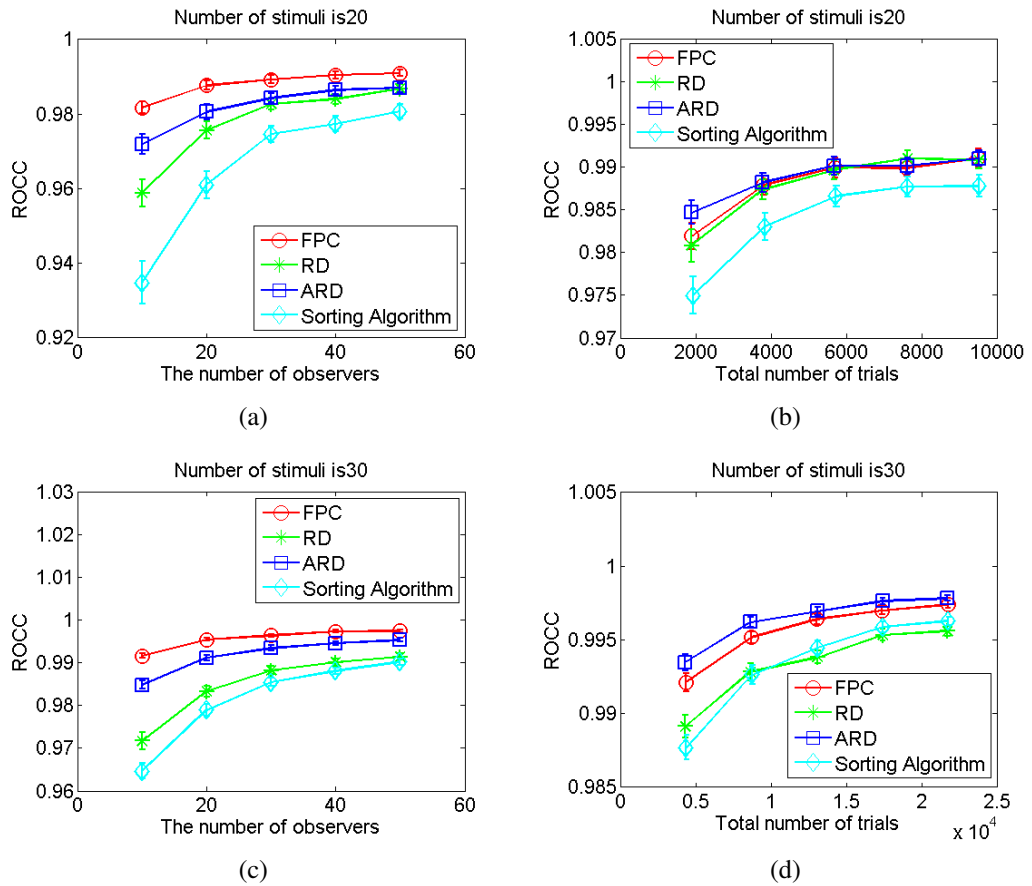 Number of stimuli is20
ROCC
1
0.98
0.96
0.94
0.92
0
20
40
60
The number of observers
FPC
RD
ARD
Sorting Algorithm
(a)
Number of stimuli is20
ROCC
1.005
1
0.995
0.99
0.985
0.98
0.975
0.97
0
2000
4000
6000
8000
10000
Total number of trials
FPC
RD
ARD
Sorting Algorithm
(b)
Number of stimuli is30
ROCC
1.03
1.02
1.01
1
0.99
0.98
0.97
0.96
0
20
40
60
The number of observers
FPC
RD
ARD
Sorting Algorithm
(c)
Number of stimuli is30
ROCC
1.005
1
0.995
0.99
0.985
0
0.5
1
1.5
2
2.5
x 10^4
Total number of trials
FPC
RD
ARD
Sorting Algorithm
(d)